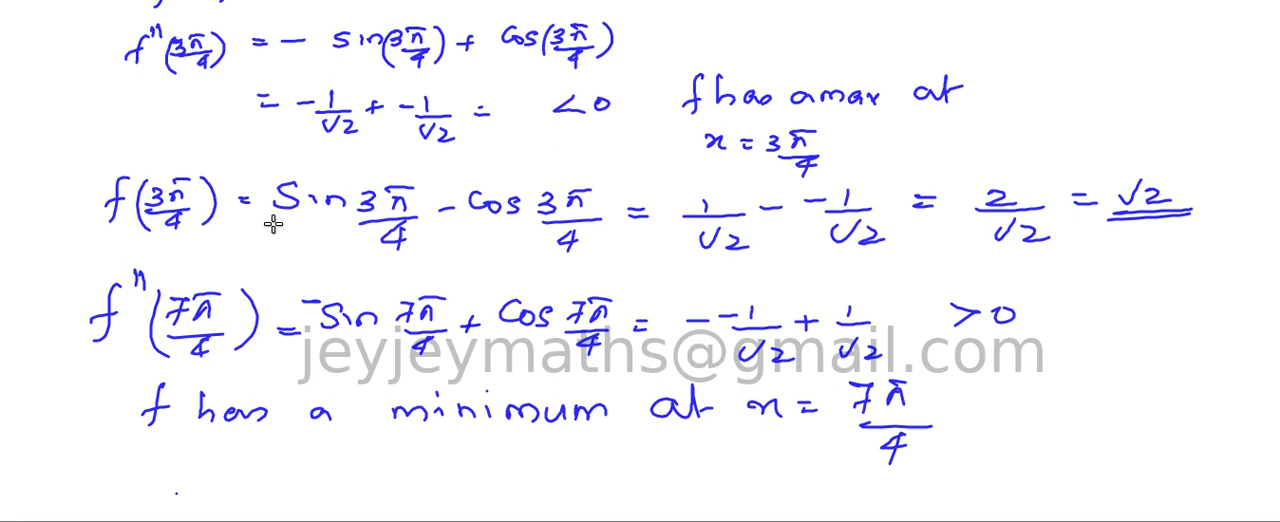 f''(3π/4) = - sin(3π/4) + cos(3π/4)
= -1/√2 + -1/√2 = <0 f has a max at
x = 3π/4
f(3π/4) = Sin 3π/4 - cos 3π/4 = 1/√2 - -1/√2 = 2/√2 = √2
f''(7π/4) = -Sin 7π/4 + Cos 7π/4 = - -1/√2 + 1/√2 >0
jeyjeymaths@gmail.com
f has a minimum at x = 7π/4